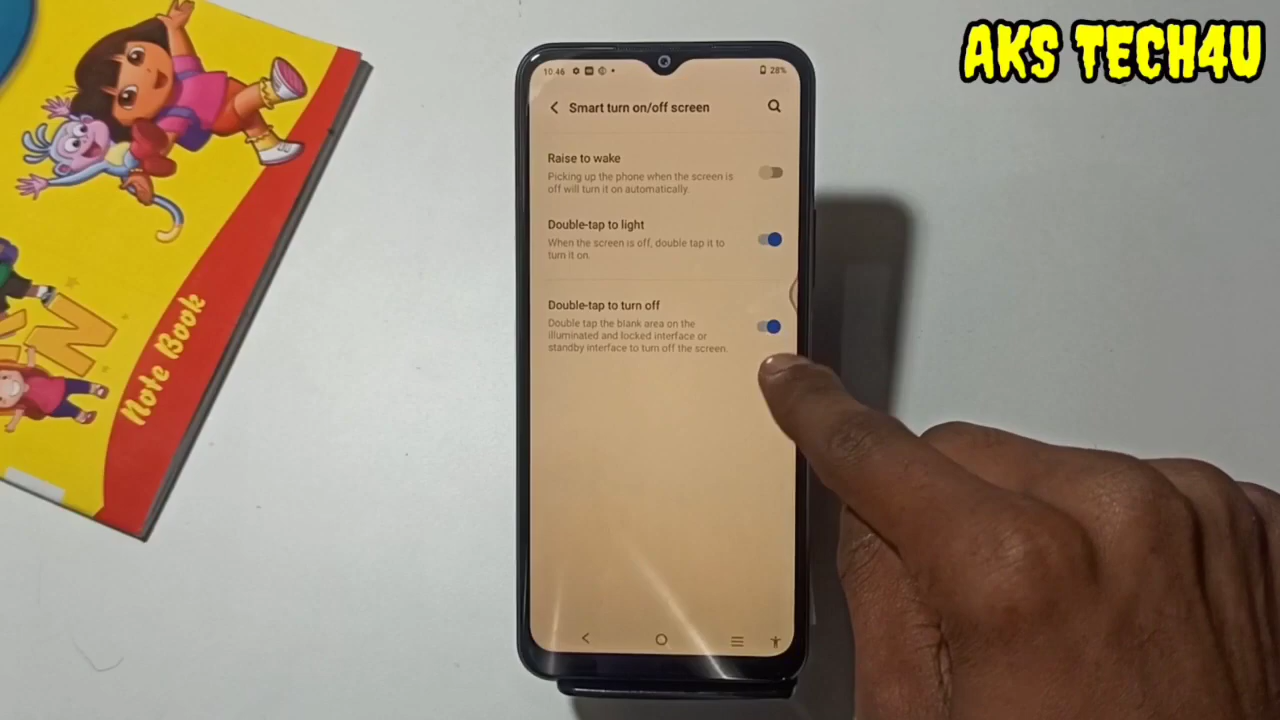 AKS TECH4U
10.46
28%
Smart turn on/off screen
Raise to wake
Picking up the phone when the screen is
off will turn it on automatically.
Double-tap to light
When the screen is off, double tap it to
turn it on.
Double-tap to turn off
Double tap the blank area on the
illuminated and locked interface or
standby interface to turn off the screen.
Note Book